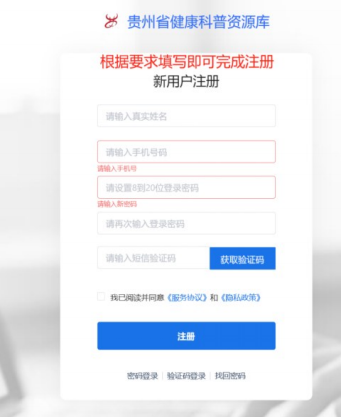 贵州省健康科普资源库
根据要求填写即可完成注册
新用户注册
请输入真实姓名
请输入手机号码
请输入手机号
请设置8到20位登录密码
请输入新密码
请再次输入登录密码
请输入短信验证码 获取验证码
我已阅读并同意《服务协议》和《隐私政策》
注册
密码登录 | 验证码登录 | 找回密码